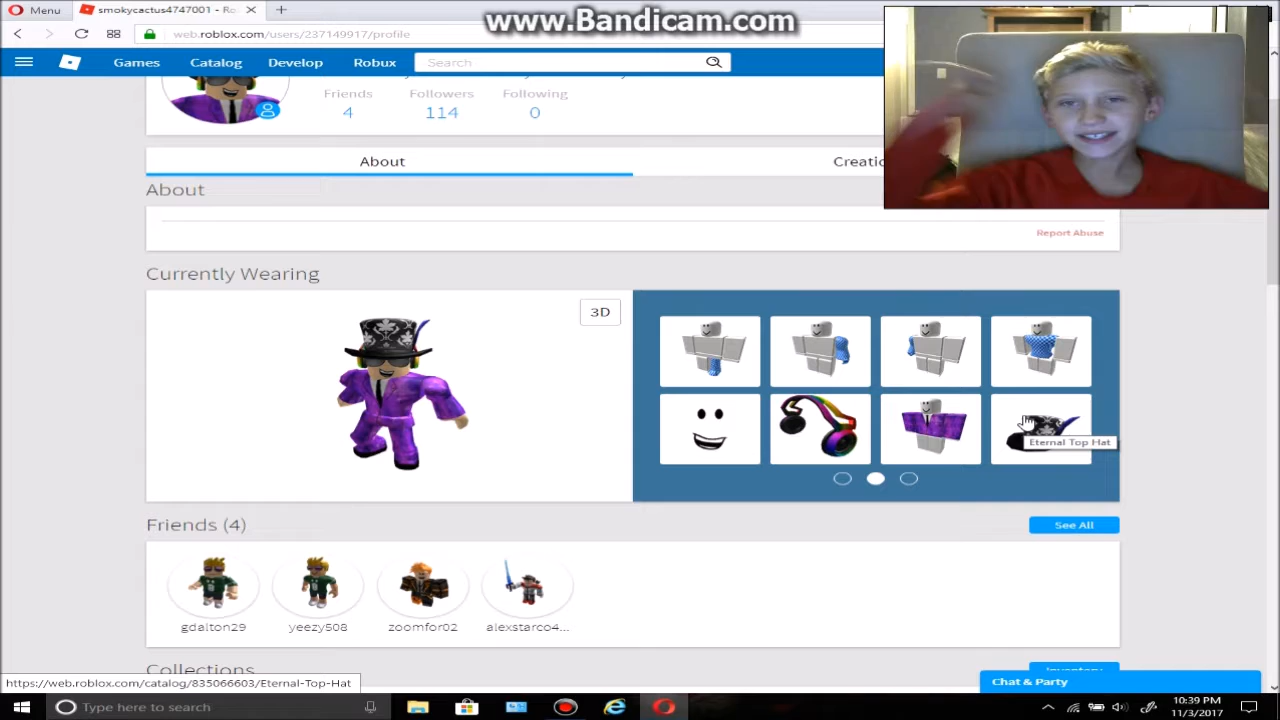 www.Bandicam.com
Menu
smokycactus4747001 - Ro
web.roblox.com/users/237149917/profile
Games
Catalog
Develop
Robux
Search
Friends
Followers
Following
4
114
0
About
Creatio
About
Report Abuse
Currently Wearing
3D
Eternal Top Hat
Friends (4)
See All
gdalton29
yeezy508
zoomfor02
alexstarco4...
Collections
Inventory
https://web.roblox.com/catalog/835066603/Eternal-Top-Hat
Chat & Party
Type here to search
10:39 PM
11/3/2017